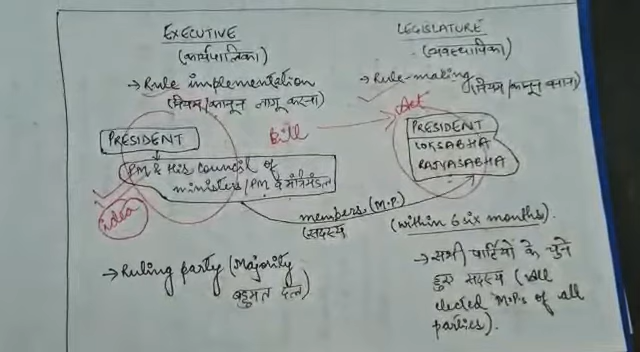 EXECUTIVE
(कार्यपालिका)
→ Rule implementation
(नियम/कानून लागू करना)
PRESIDENT
PM & His Council of
ministers/PM व मंत्रिमंडल
idea
→ Ruling party (Majority
बहुमत दल)
Bill
members (M.P.)
(सदस्य
LEGISLATURE
(व्यवस्थापिका)
→ Rule-making
(नियम/कानून बनाना)
Act
PRESIDENT
LOKSABHA
RAJYASABHA
(within 6 six months).
→ सभी पार्टियों के चुने
हुए सदस्य (All
elected M.Ps of all
parties).